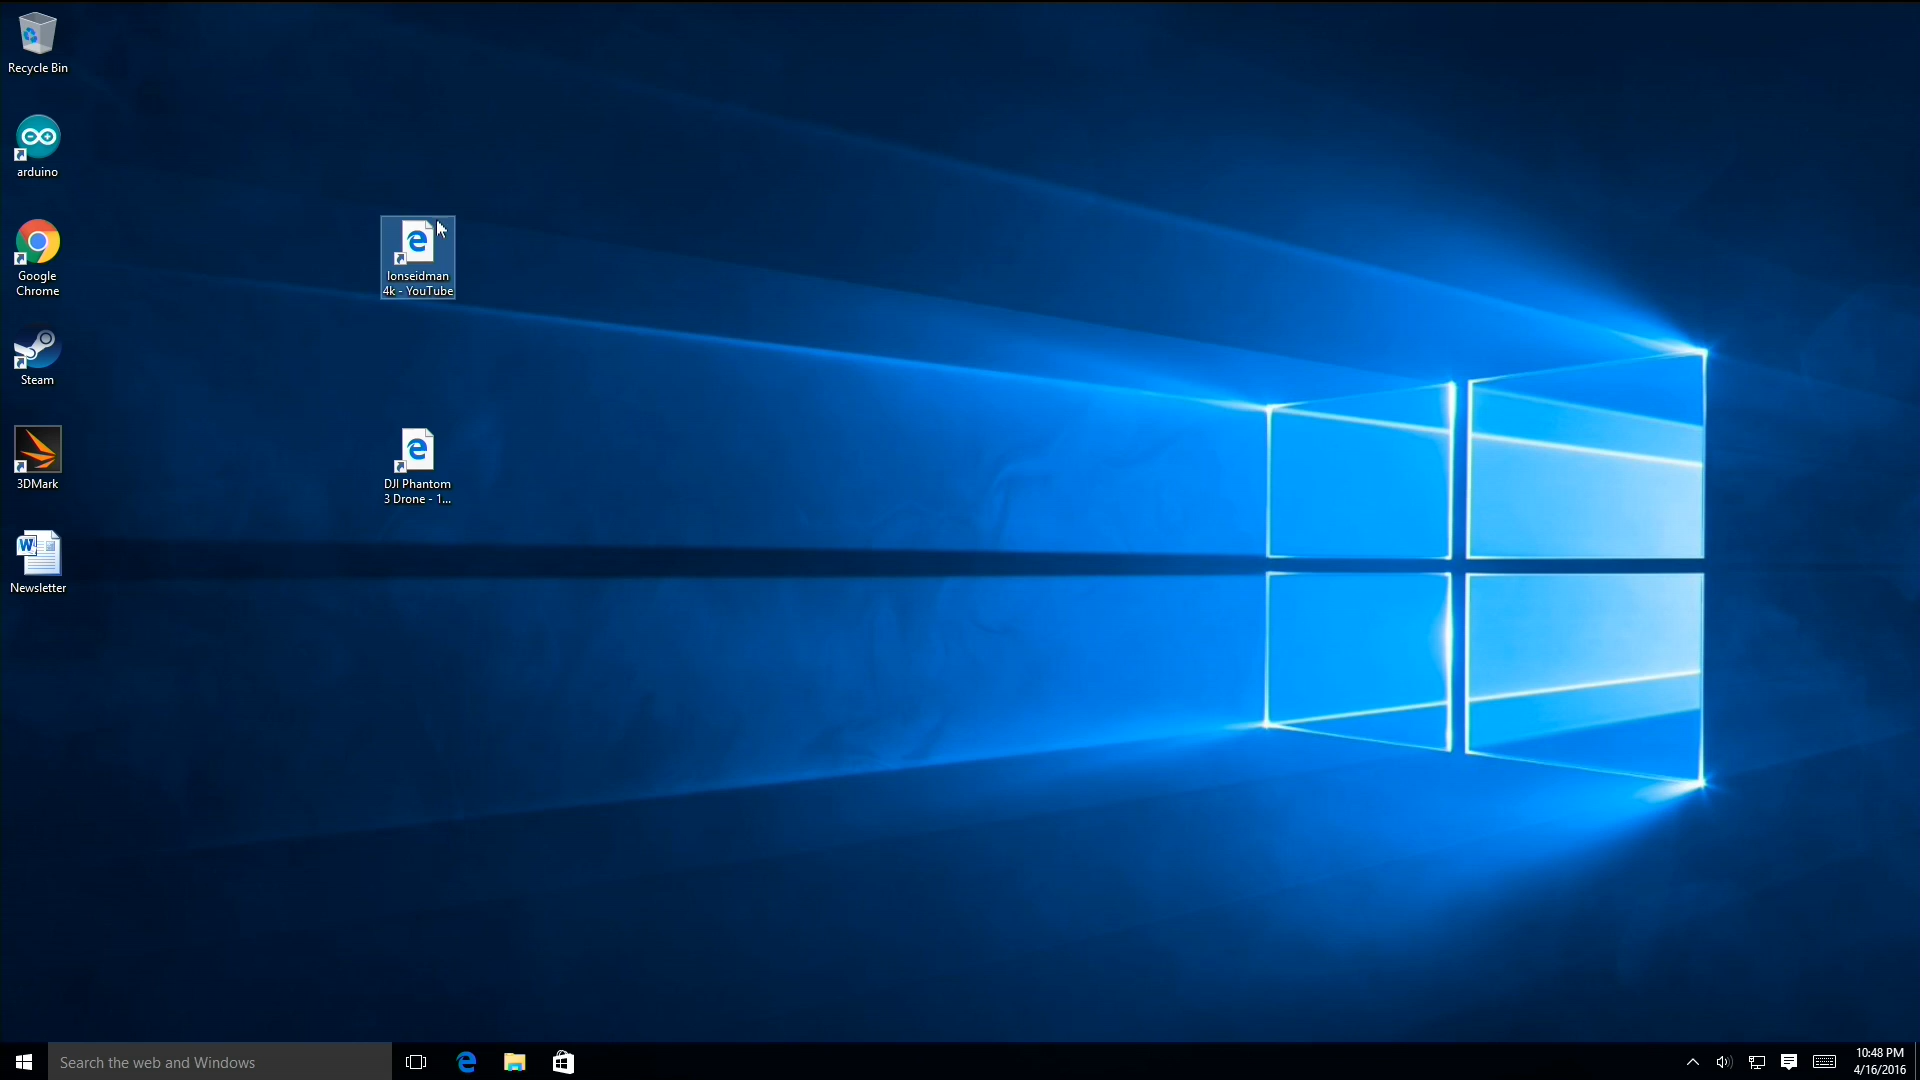 Recycle Bin
arduino
Google
Chrome
Steam
3DMark
Newsletter
lonseidman
4k - YouTube
DJI Phantom
3 Drone - 1...
Search the web and Windows
10:48 PM
4/16/2016